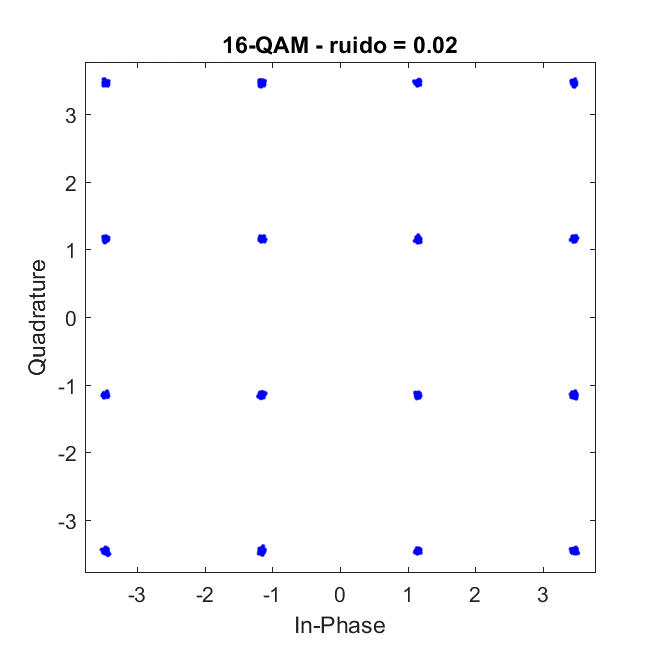 16-QAM - ruido = 0.02
Quadrature
3
2
1
0
-1
-2
-3
-3 -2 -1 0 1 2 3
In-Phase